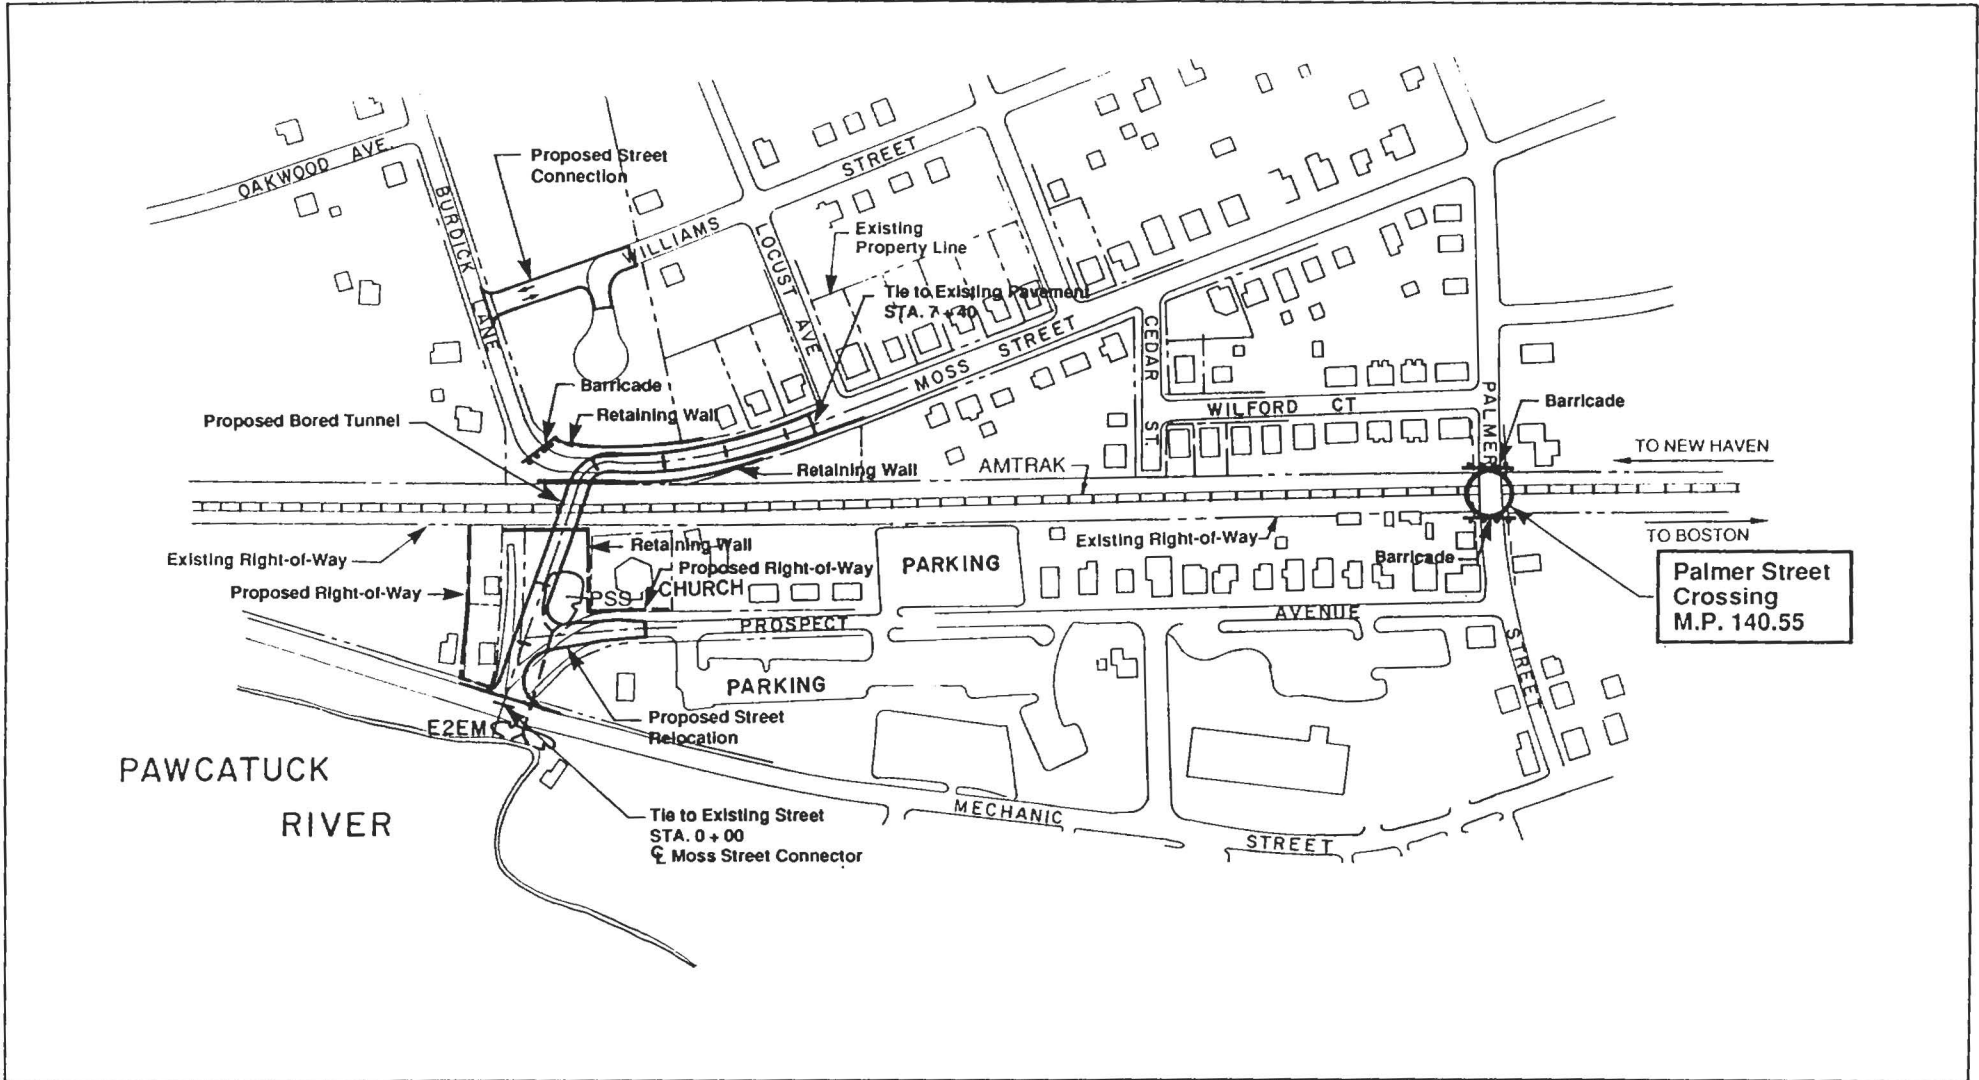 OAKWOOD AVE.
BURDICK LANE
Proposed Street
Connection
WILLIAMS STREET
LOCUST AVE
Existing
Property Line
Tie to Existing Pavement
STA. 7 + 40
MOSS STREET
CEDAR ST.
WILFORD CT
PALMER STREET
Barricade
Retaining Wall
Proposed Bored Tunnel
Retaining Wall
AMTRAK
Barricade
TO NEW HAVEN
TO BOSTON
Existing Right-of-Way
Proposed Right-of-Way
Retaining Wall
Proposed Right-of-Way
CHURCH
PSS
PARKING
Existing Right-of-Way
Barricade
Palmer Street
Crossing
M.P. 140.55
PROSPECT AVENUE
PARKING
Proposed Street
Relocation
E2EM
PAWCATUCK
RIVER
Tie to Existing Street
STA. 0 + 00
℄ Moss Street Connector
MECHANIC STREET